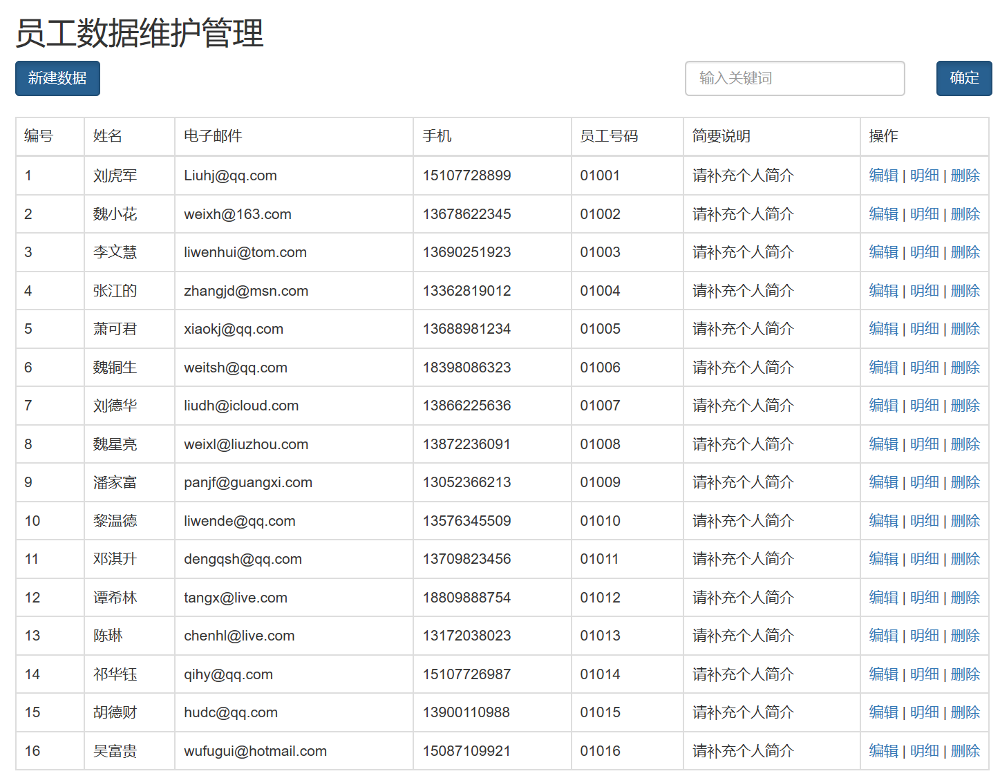 员工数据维护管理
新建数据 输入关键词 确定
编号 姓名 电子邮件 手机 员工号码 简要说明 操作
1 刘虎军 Liuhj@qq.com 15107728899 01001 请补充个人简介 编辑 | 明细 | 删除
2 魏小花 weixh@163.com 13678622345 01002 请补充个人简介 编辑 | 明细 | 删除
3 李文慧 liwenhui@tom.com 13690251923 01003 请补充个人简介 编辑 | 明细 | 删除
4 张江的 zhangjd@msn.com 13362819012 01004 请补充个人简介 编辑 | 明细 | 删除
5 萧可君 xiaokj@qq.com 13688981234 01005 请补充个人简介 编辑 | 明细 | 删除
6 魏铜生 weitsh@qq.com 18398086323 01006 请补充个人简介 编辑 | 明细 | 删除
7 刘德华 liudh@icloud.com 13866225636 01007 请补充个人简介 编辑 | 明细 | 删除
8 魏星亮 weixl@liuzhou.com 13872236091 01008 请补充个人简介 编辑 | 明细 | 删除
9 潘家富 panjf@guangxi.com 13052366213 01009 请补充个人简介 编辑 | 明细 | 删除
10 黎温德 liwende@qq.com 13576345509 01010 请补充个人简介 编辑 | 明细 | 删除
11 邓淇升 dengqsh@qq.com 13709823456 01011 请补充个人简介 编辑 | 明细 | 删除
12 谭希林 tangx@live.com 18809888754 01012 请补充个人简介 编辑 | 明细 | 删除
13 陈琳 chenhl@live.com 13172038023 01013 请补充个人简介 编辑 | 明细 | 删除
14 祁华钰 qihy@qq.com 15107726987 01014 请补充个人简介 编辑 | 明细 | 删除
15 胡德财 hudc@qq.com 13900110988 01015 请补充个人简介 编辑 | 明细 | 删除
16 吴富贵 wufugui@hotmail.com 15087109921 01016 请补充个人简介 编辑 | 明细 | 删除